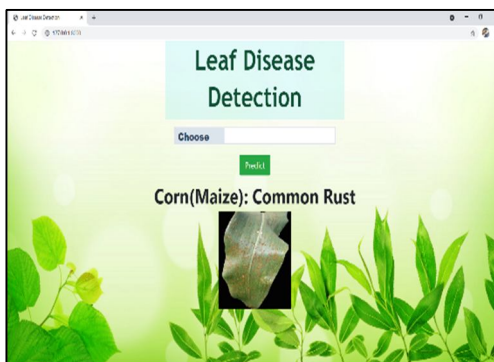 Leaf Disease Detection
Leaf Disease
Detection
Choose
Predict
Corn(Maize): Common Rust